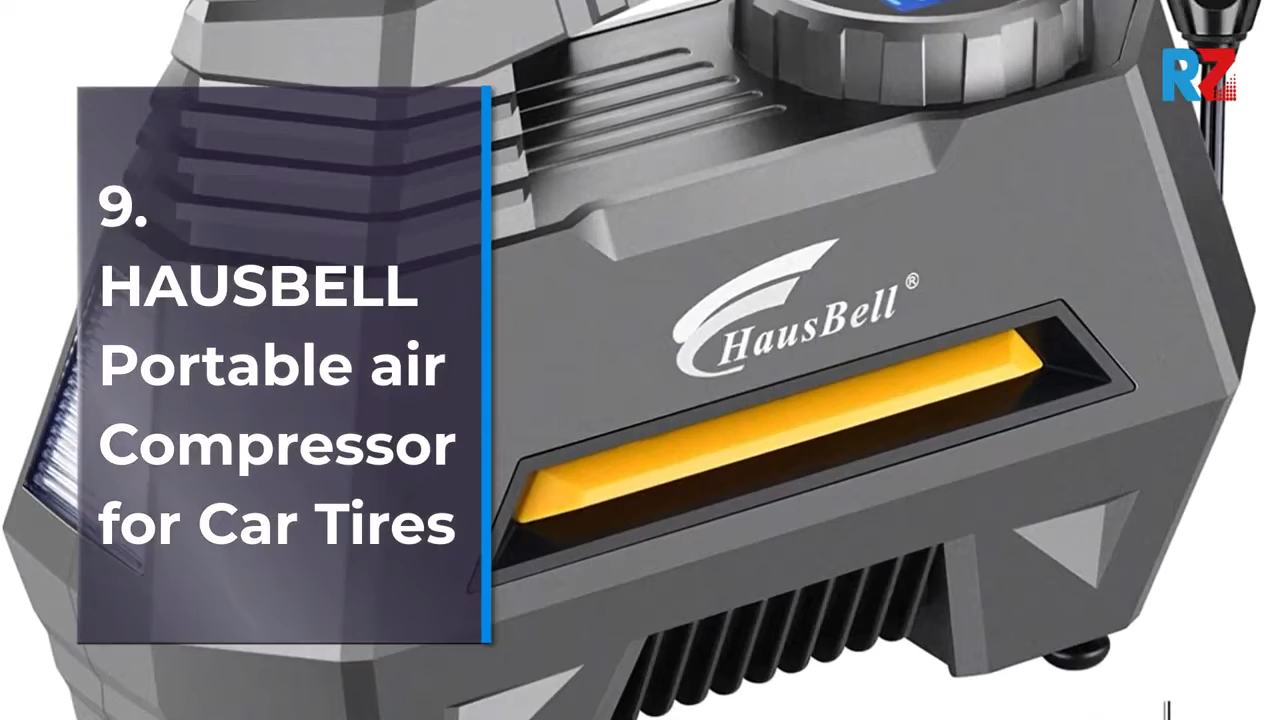 RZ
9.
HAUSBELL
Portable air
Compressor
for Car Tires
HausBell®